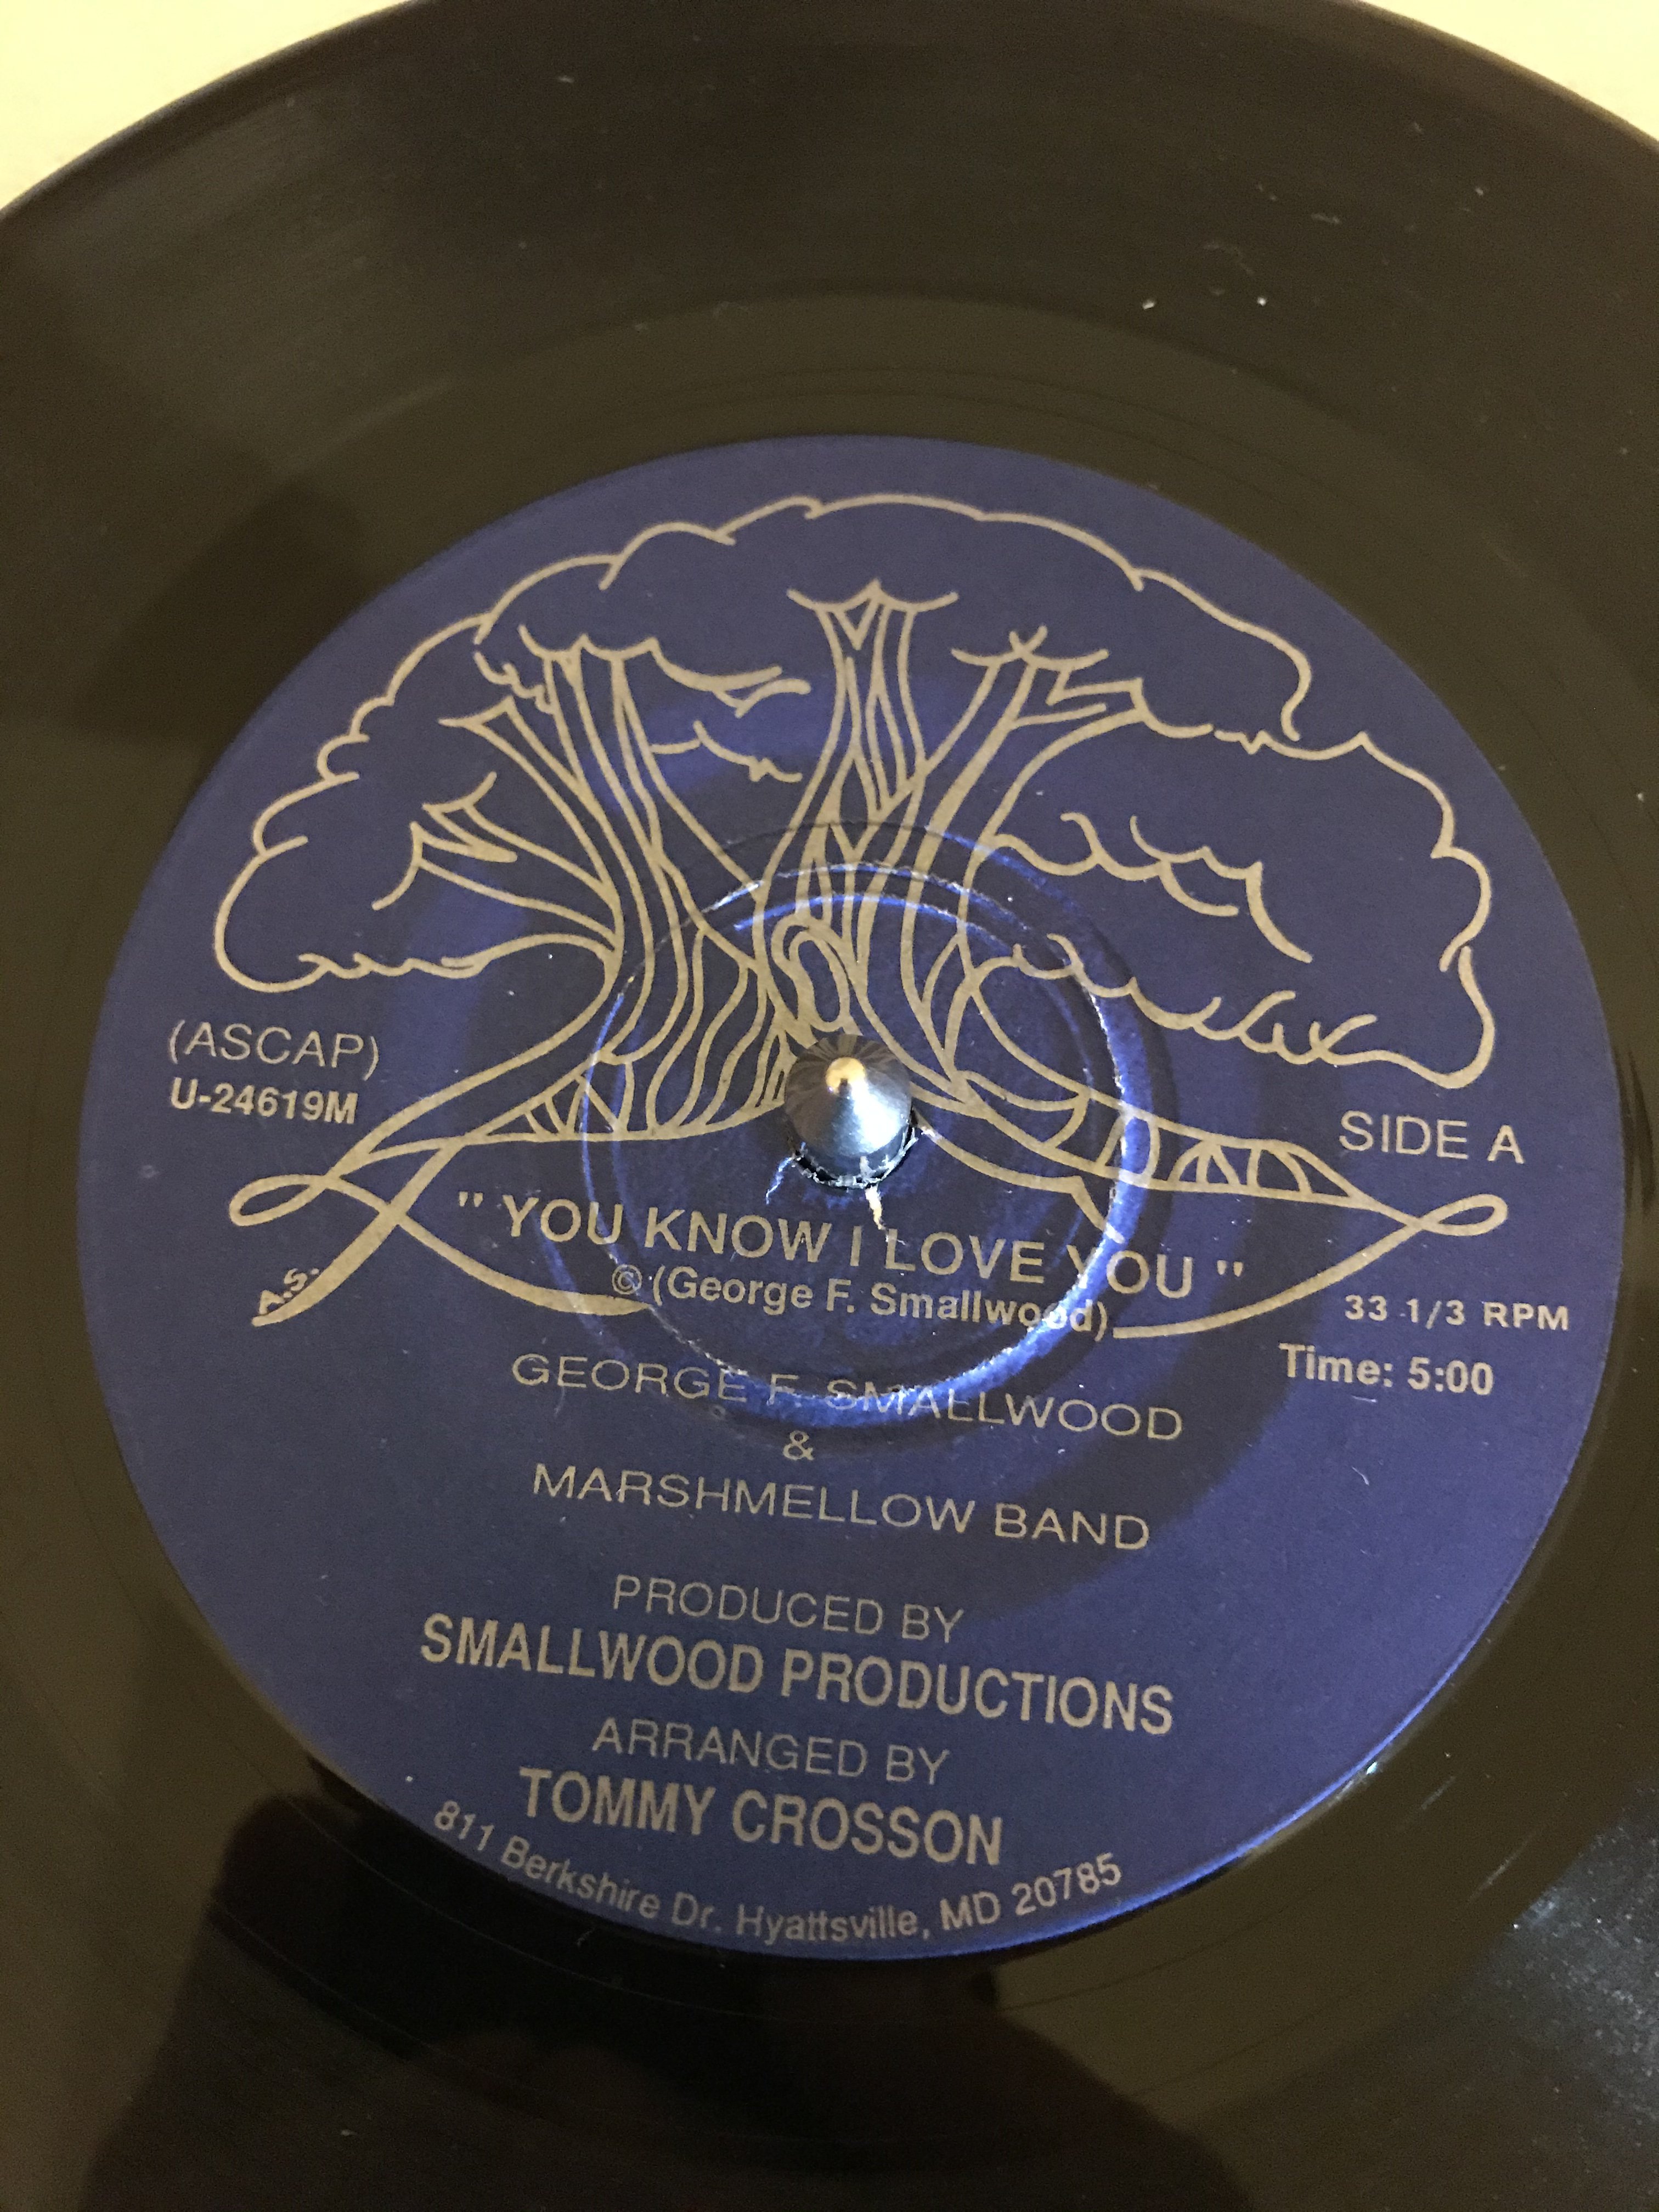 (ASCAP)
U-24619M
SIDE A
" YOU KNOW I LOVE YOU "
© (George F. Smallwood)
33 1/3 RPM
Time: 5:00
A.S.
GEORGE F. SMALLWOOD
&
MARSHMELLOW BAND
PRODUCED BY
SMALLWOOD PRODUCTIONS
ARRANGED BY
TOMMY CROSSON
811 Berkshire Dr. Hyattsville, MD 20785